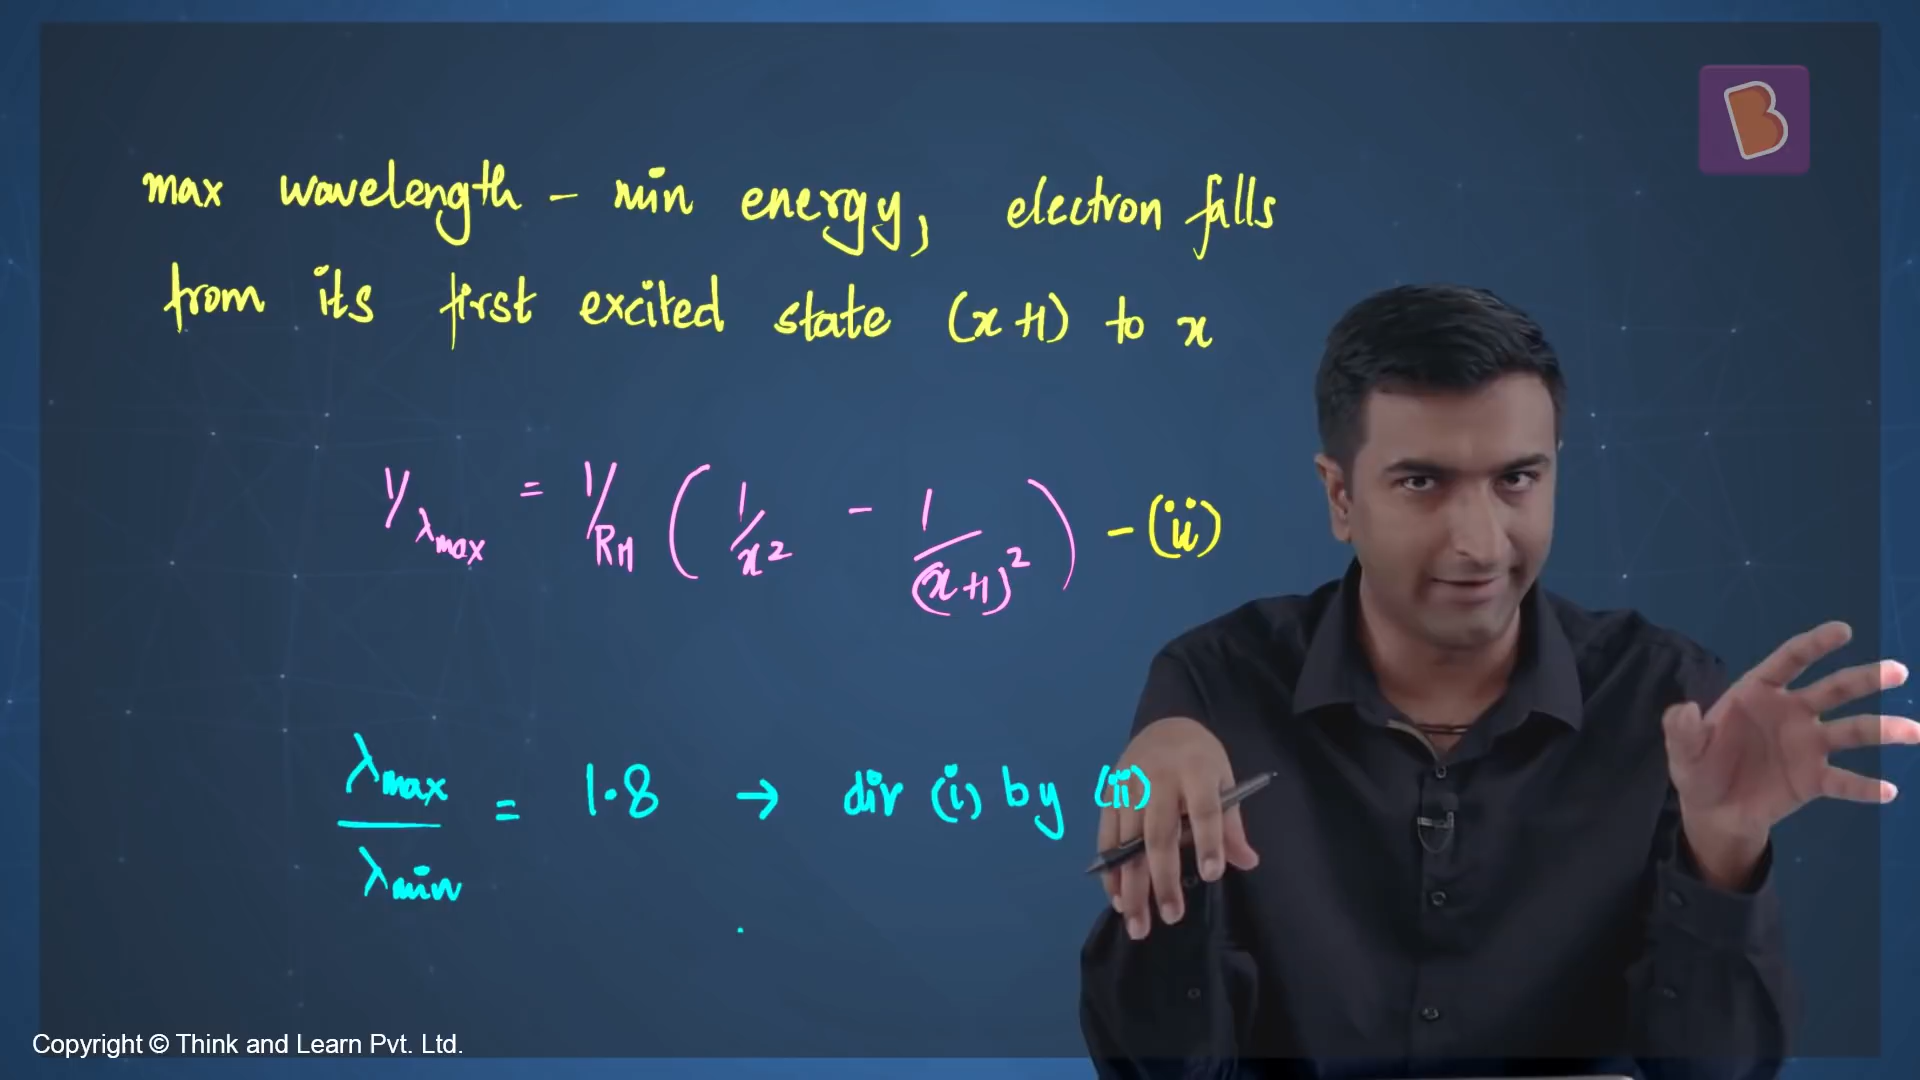 max wavelength - min energy, electron falls
from its first excited state (x+1) to x
1/λmax = 1/RH (1/x² - 1/(x+1)²) - (ii)
λmax/λmin = 1.8 → div (i) by (ii)
B
Copyright © Think and Learn Pvt. Ltd.